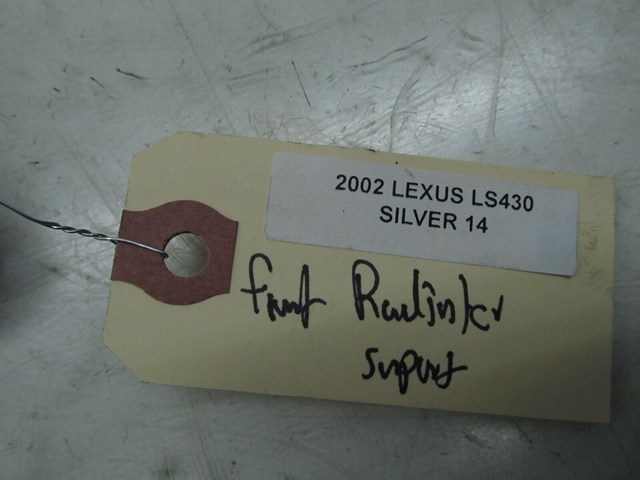 2002 LEXUS LS430
SILVER 14
front Radiator
support